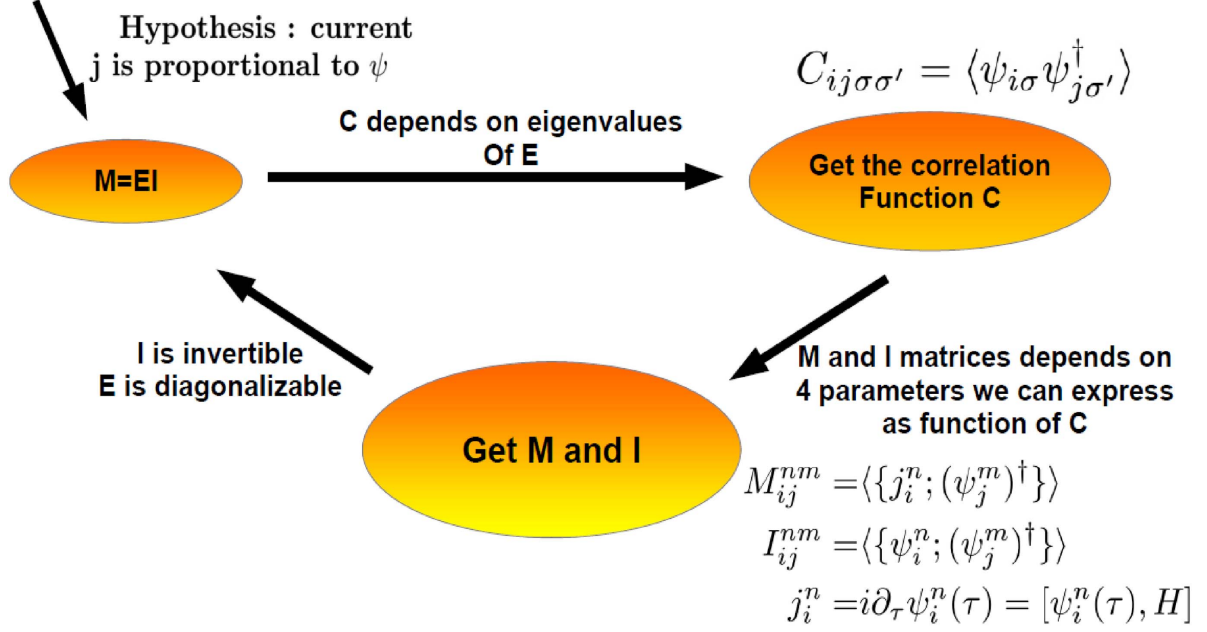 Hypothesis : current
j is proportional to ψ
C_{ijσσ'} = ⟨ψ_{iσ}ψ†_{jσ'}⟩
C depends on eigenvalues
Of E
M=EI
Get the correlation
Function C
I is invertible
E is diagonalizable
M and I matrices depends on
4 parameters we can express
as function of C
Get M and I
M^{nm}_{ij} =⟨{j^n_i; (ψ^m_j)†}⟩
I^{nm}_{ij} =⟨{ψ^n_i; (ψ^m_j)†}⟩
j^n_i =i∂_τψ^n_i(τ) = [ψ^n_i(τ), H]